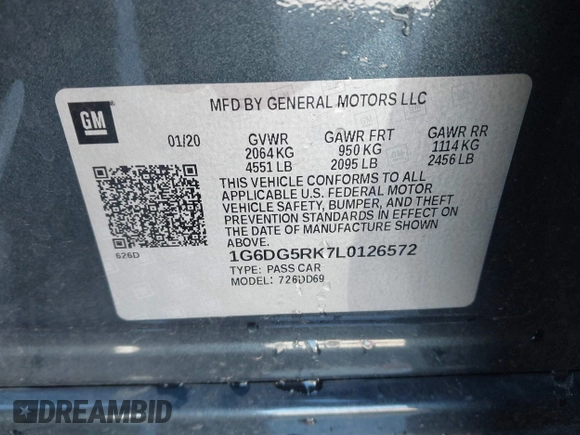 MFD BY GENERAL MOTORS LLC
GM
01/20 GVWR GAWR FRT GAWR RR
2064 KG 950 KG 1114 KG
4551 LB 2095 LB 2456 LB
THIS VEHICLE CONFORMS TO ALL
APPLICABLE U.S. FEDERAL MOTOR
VEHICLE SAFETY, BUMPER, AND THEFT
PREVENTION STANDARDS IN EFFECT ON
THE DATE OF MANUFACTURE SHOWN
ABOVE.
626D
1G6DG5RK7L0126572
TYPE: PASS CAR
MODEL: 726DD69
DREAMBID